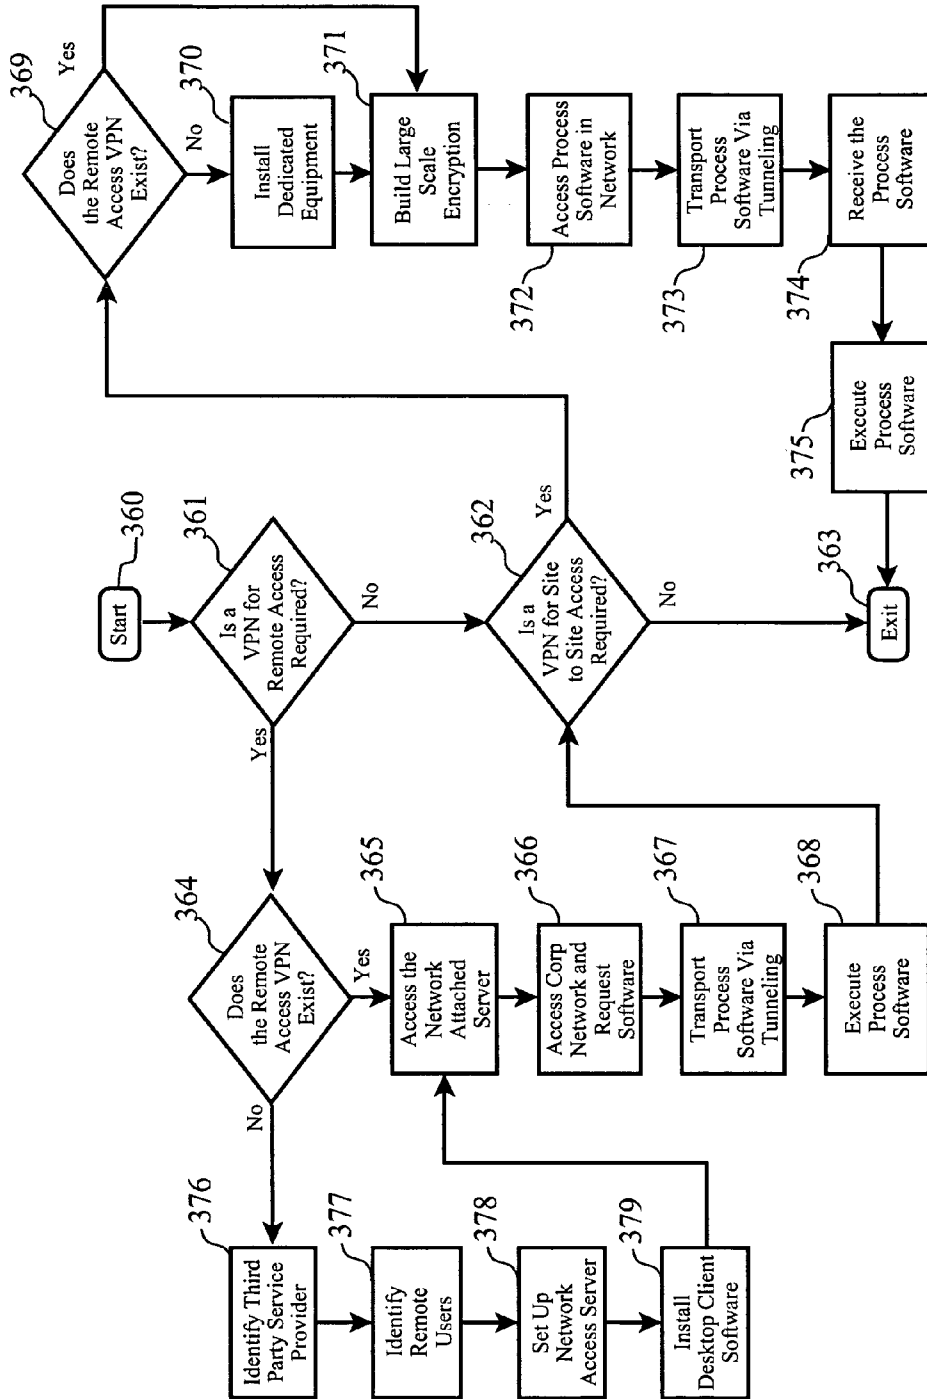 Start
360
Is a
VPN for
Remote Access
Required?
361
Yes
No
Does
the Remote
Access VPN
Exist?
364
No
Yes
Identify Third
Party Service
Provider
376
Identify
Remote
Users
377
Set Up
Network
Access Server
378
Install
Desktop Client
Software
379
Access the
Network
Attached
Server
365
Access Corp
Network and
Request
Software
366
Transport
Process
Software Via
Tunneling
367
Execute
Process
Software
368
Is a
VPN for Site
to Site Access
Required?
362
Yes
No
Exit
363
Does
the Remote
Access VPN
Exist?
369
Yes
No
Install
Dedicated
Equipment
370
Build Large
Scale
Encryption
371
Access Process
Software in
Network
372
Transport
Process
Software Via
Tunneling
373
Receive the
Process
Software
374
Execute
Process
Software
375